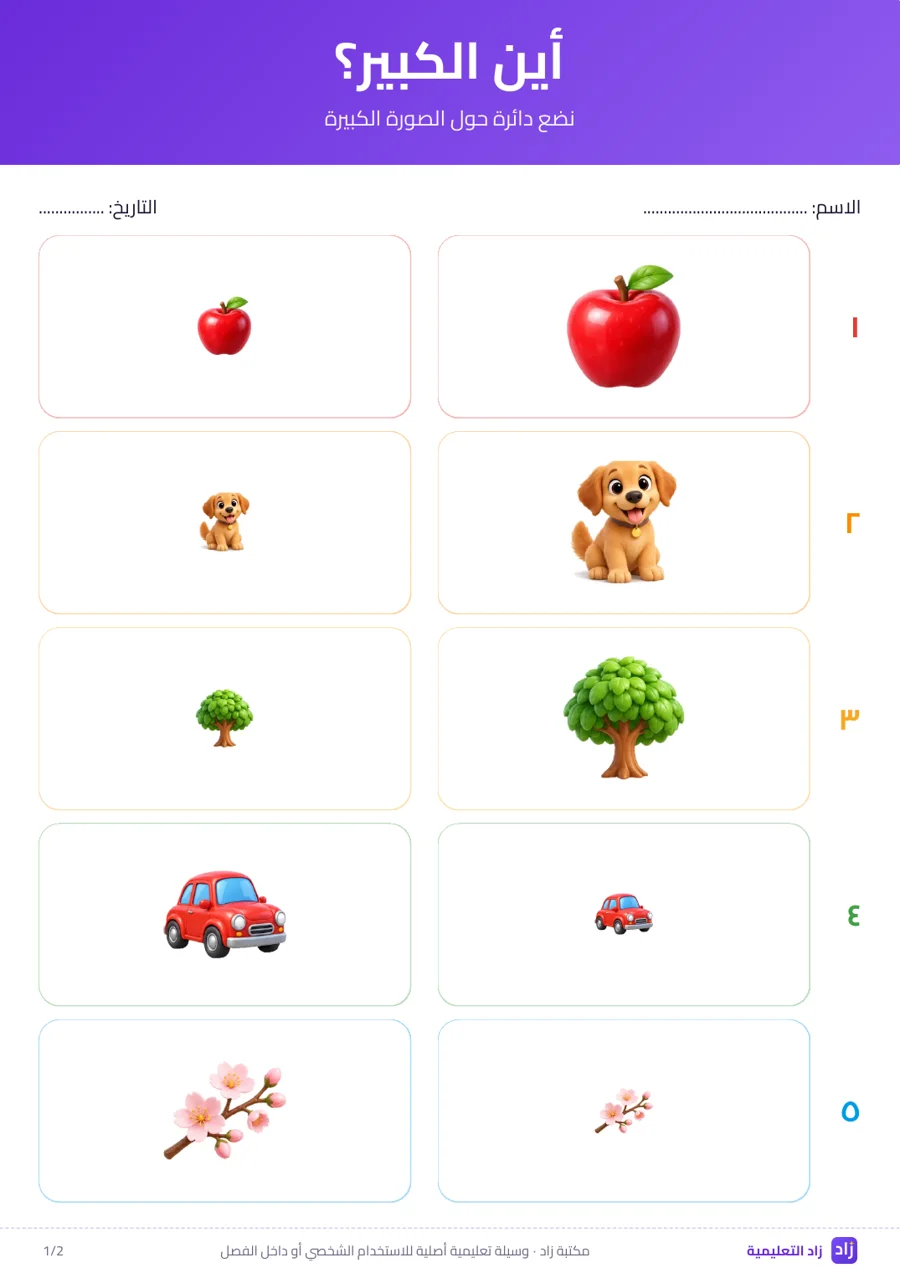 أين الكبير؟
نضع دائرة حول الصورة الكبيرة
الاسم: ........................................ التاريخ: ................
١
٢
٣
٤
٥
زاد زاد التعليمية مكتبة زاد · وسيلة تعليمية أصلية للاستخدام الشخصي أو داخل الفصل 1/2